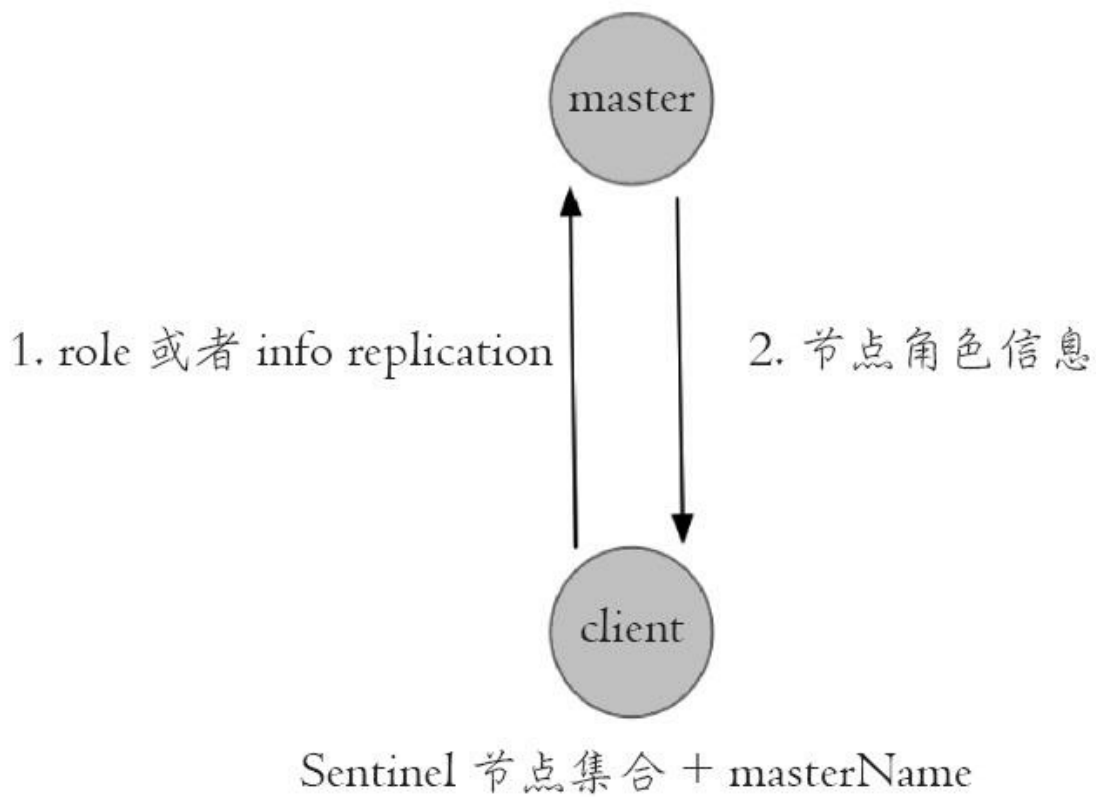 master
1. role 或者 info replication
2. 节点角色信息
client
Sentinel 节点集合 + masterName